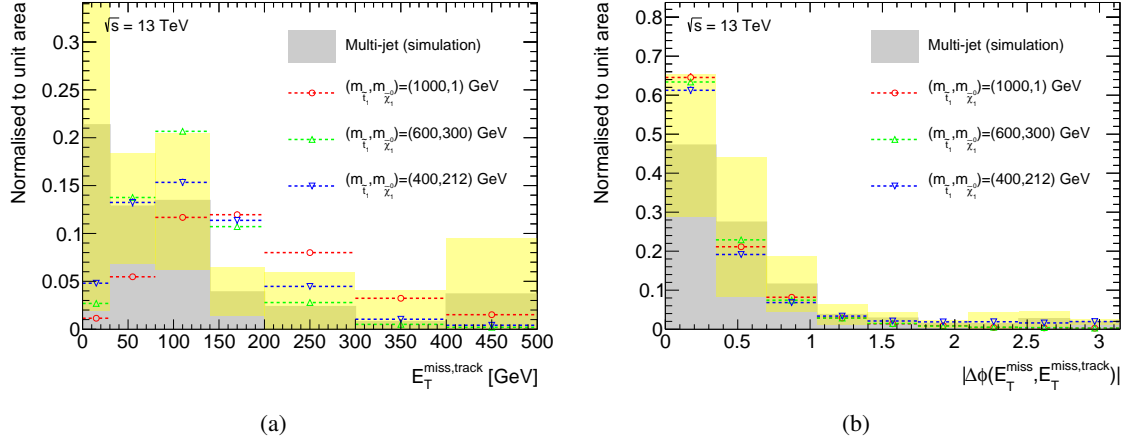 Normalised to unit area
√s = 13 TeV
Multi-jet (simulation)
(m_t̃₁,m_χ̃₁⁰)=(1000,1) GeV
(m_t̃₁,m_χ̃₁⁰)=(600,300) GeV
(m_t̃₁,m_χ̃₁⁰)=(400,212) GeV
0.3
0.25
0.2
0.15
0.1
0.05
0
0 50 100 150 200 250 300 350 400 450 500
E_T^miss,track [GeV]
(a)
Normalised to unit area
√s = 13 TeV
Multi-jet (simulation)
(m_t̃₁,m_χ̃₁⁰)=(1000,1) GeV
(m_t̃₁,m_χ̃₁⁰)=(600,300) GeV
(m_t̃₁,m_χ̃₁⁰)=(400,212) GeV
0.8
0.7
0.6
0.5
0.4
0.3
0.2
0.1
0
0 0.5 1 1.5 2 2.5 3
|Δϕ(E_T^miss,E_T^miss,track)|
(b)